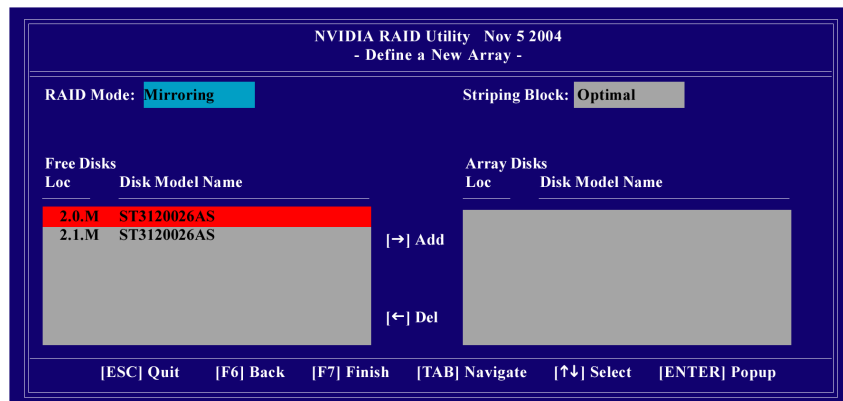 NVIDIA RAID Utility Nov 5 2004
- Define a New Array -
RAID Mode: Mirroring
Striping Block: Optimal
Free Disks
Loc Disk Model Name
2.0.M ST3120026AS
2.1.M ST3120026AS
[→] Add
[←] Del
Array Disks
Loc Disk Model Name
[ESC] Quit [F6] Back [F7] Finish [TAB] Navigate [↑↓] Select [ENTER] Popup